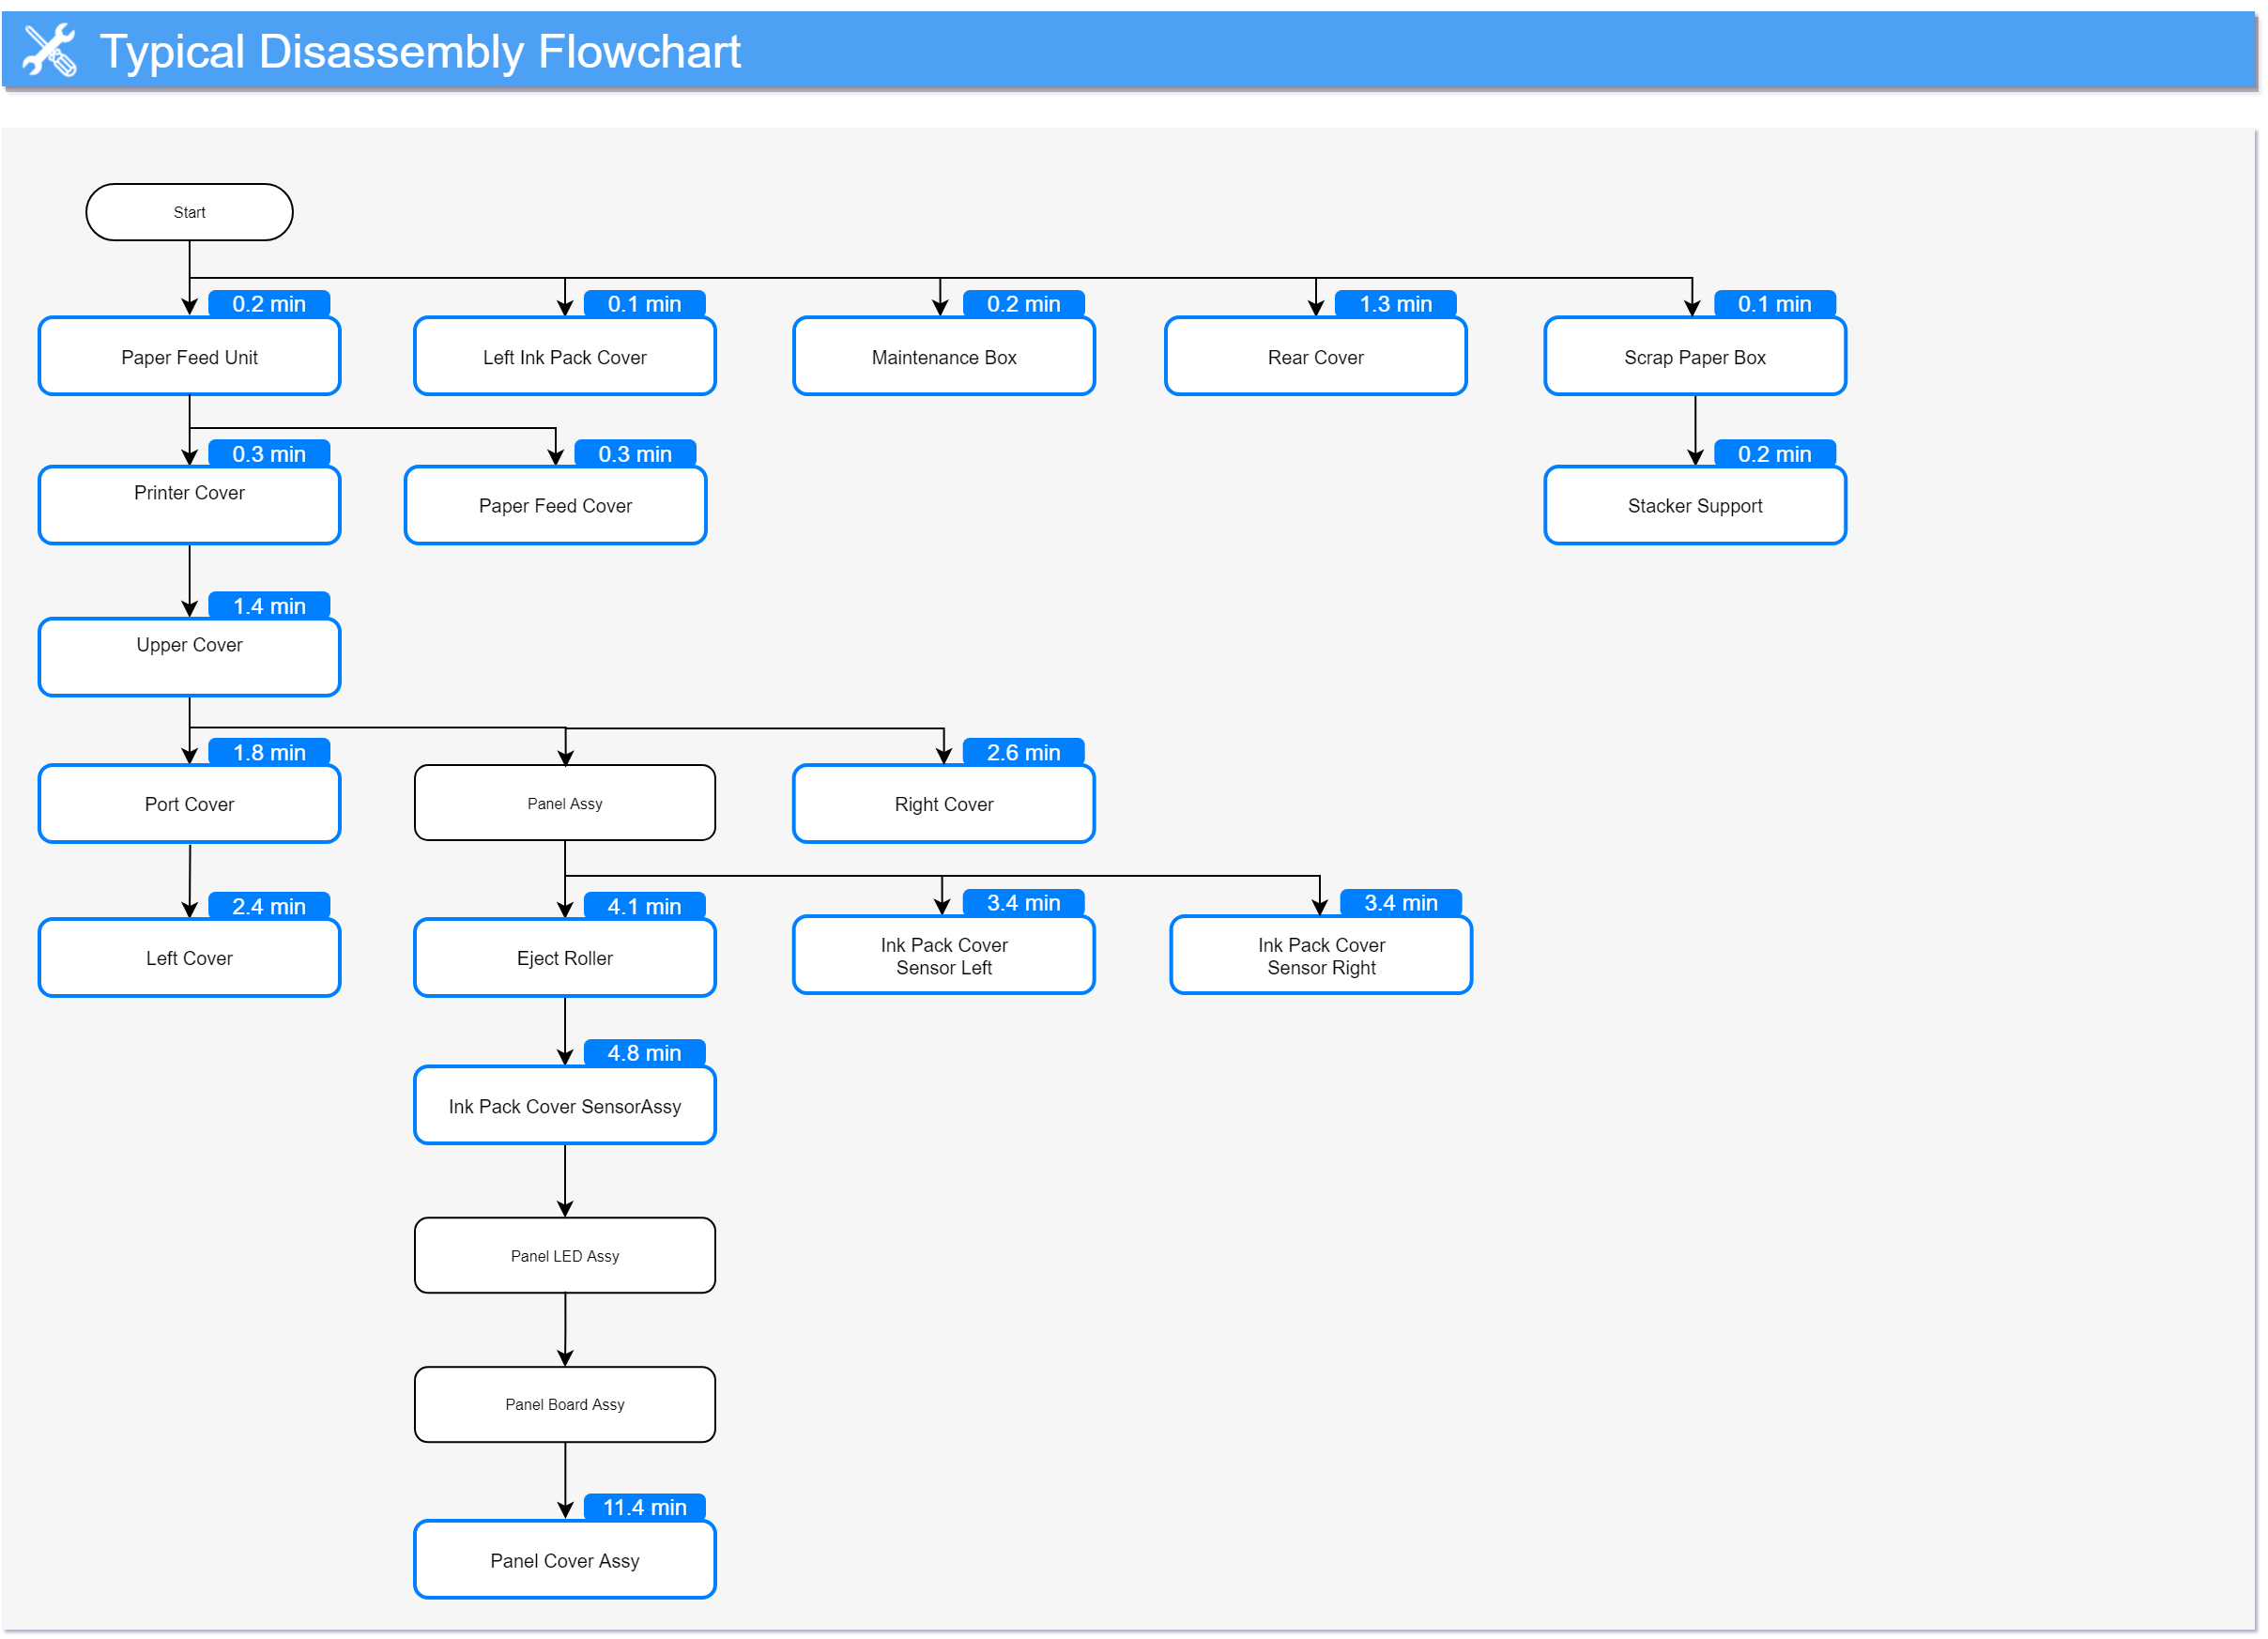 Typical Disassembly Flowchart
Start
0.2 min
0.1 min
0.2 min
1.3 min
0.1 min
Paper Feed Unit
Left Ink Pack Cover
Maintenance Box
Rear Cover
Scrap Paper Box
0.3 min
0.3 min
0.2 min
Printer Cover
Paper Feed Cover
Stacker Support
1.4 min
Upper Cover
1.8 min
2.6 min
Port Cover
Panel Assy
Right Cover
2.4 min
4.1 min
3.4 min
3.4 min
Left Cover
Eject Roller
Ink Pack Cover
Sensor Left
Ink Pack Cover
Sensor Right
4.8 min
Ink Pack Cover SensorAssy
Panel LED Assy
Panel Board Assy
11.4 min
Panel Cover Assy